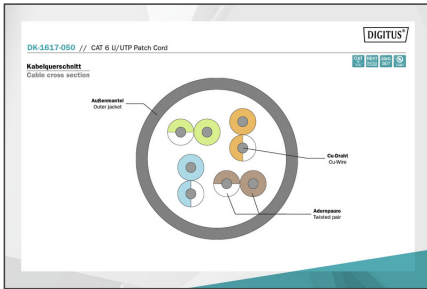 DIGITUS®
DK-1617-050 // CAT 6 U/UTP Patch Cord
Kabelquerschnitt
Cable cross section
Außenmantel
Outer jacket
Cu-Draht
Cu-Wire
Adernpaare
Twisted pair